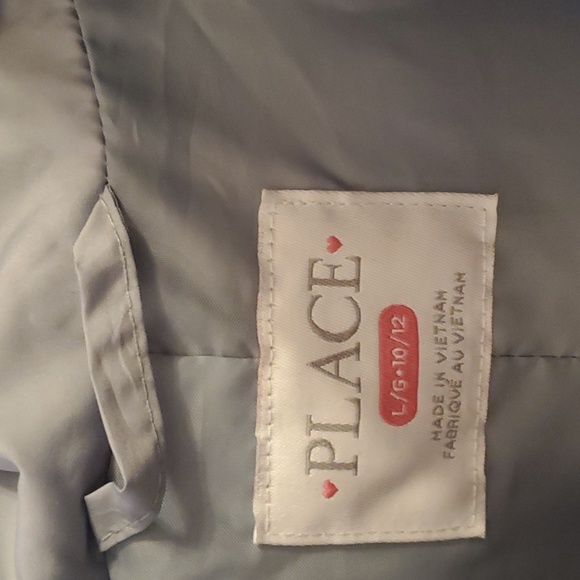 ♥PLACE♥
L/G•10/12
MADE IN VIETNAM
FABRIQUÉ AU VIETNAM